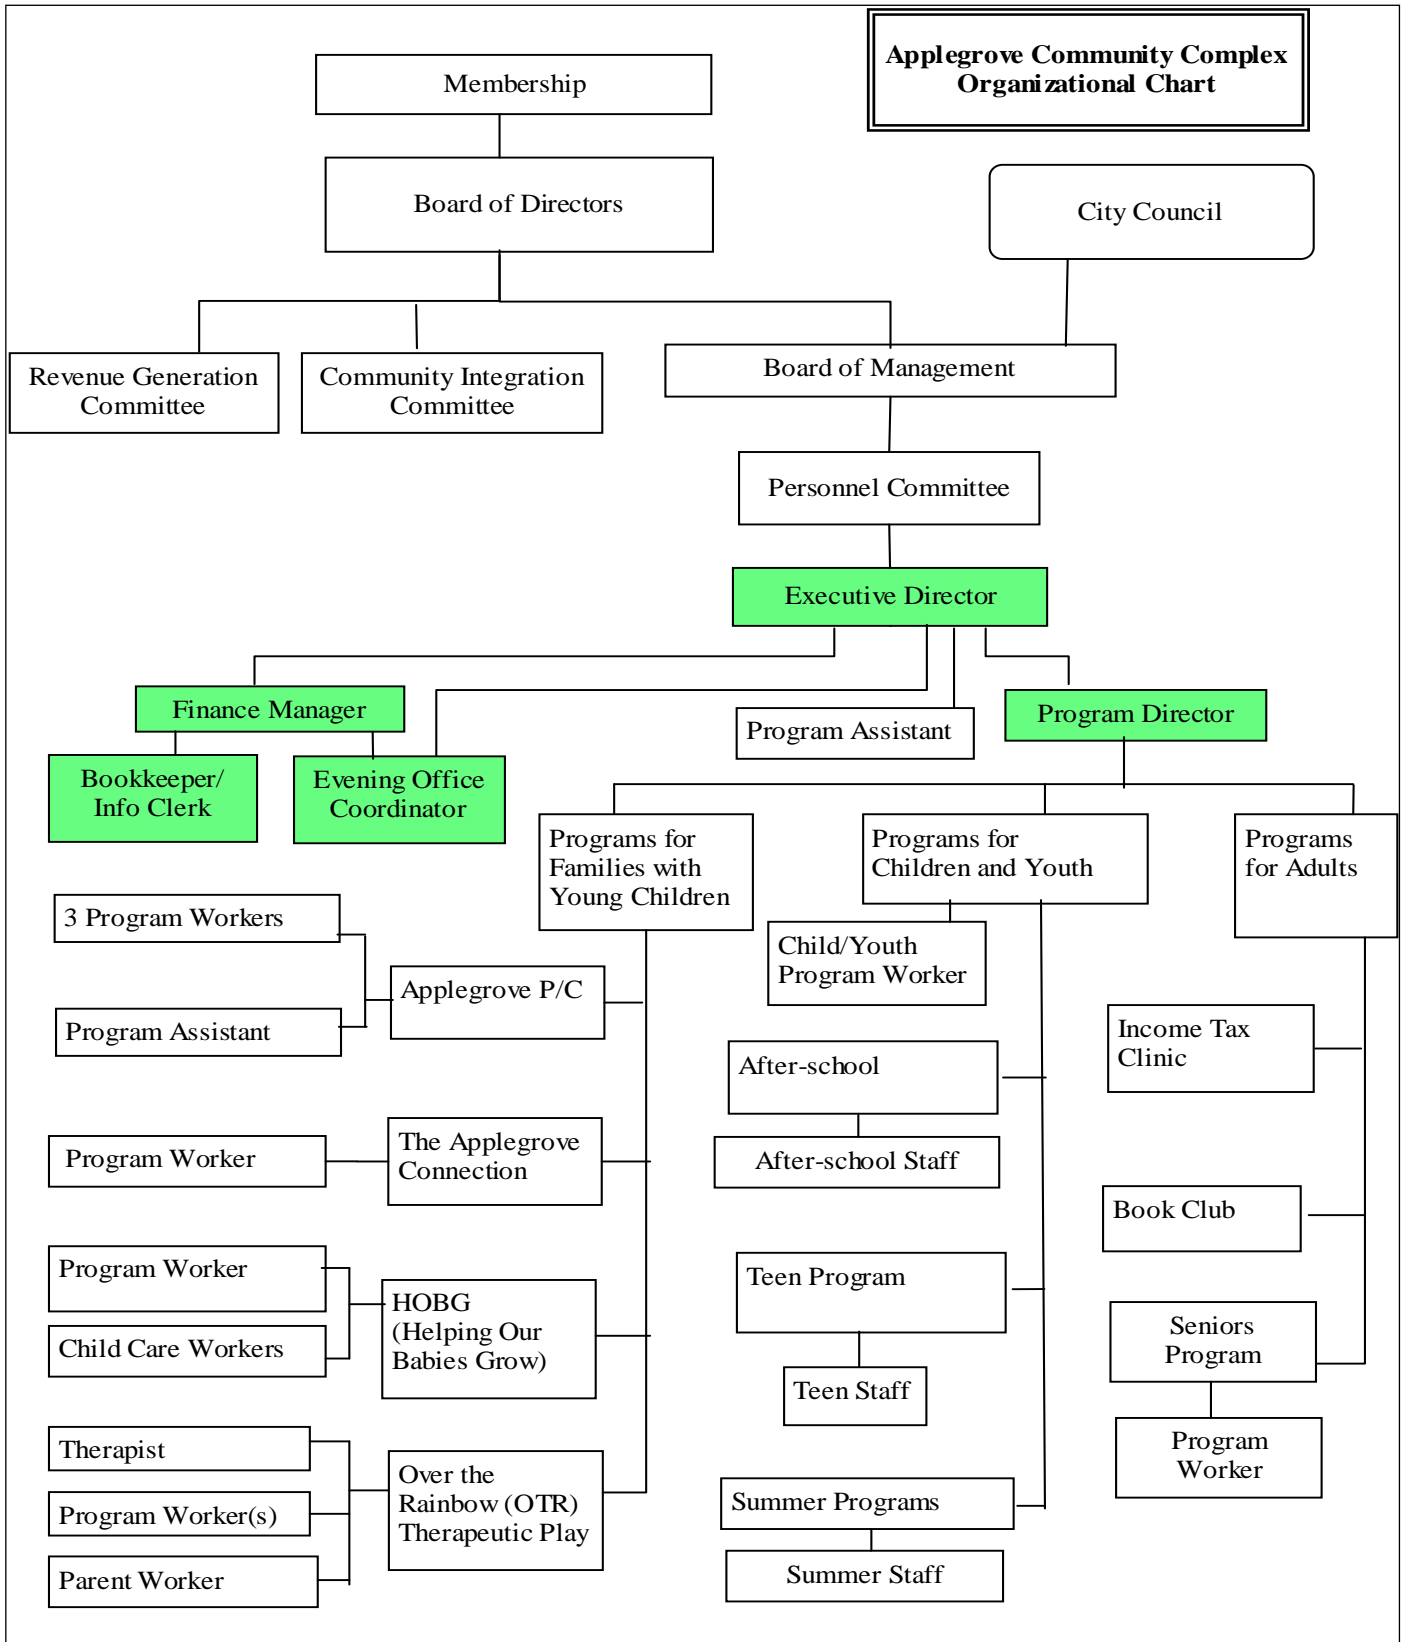 Applegrove Community Complex
Organizational Chart
Membership
Board of Directors
City Council
Revenue Generation
Committee
Community Integration
Committee
Board of Management
Personnel Committee
Executive Director
Finance Manager
Program Assistant
Program Director
Bookkeeper/
Info Clerk
Evening Office
Coordinator
Programs for
Families with
Young Children
Programs for
Children and Youth
Programs
for Adults
3 Program Workers
Program Assistant
Applegrove P/C
Child/Youth
Program Worker
Income Tax
Clinic
After-school
After-school Staff
Program Worker
The Applegrove
Connection
Book Club
Program Worker
Child Care Workers
HOBG
(Helping Our
Babies Grow)
Teen Program
Teen Staff
Seniors
Program
Program
Worker
Therapist
Program Worker(s)
Parent Worker
Over the
Rainbow (OTR)
Therapeutic Play
Summer Programs
Summer Staff